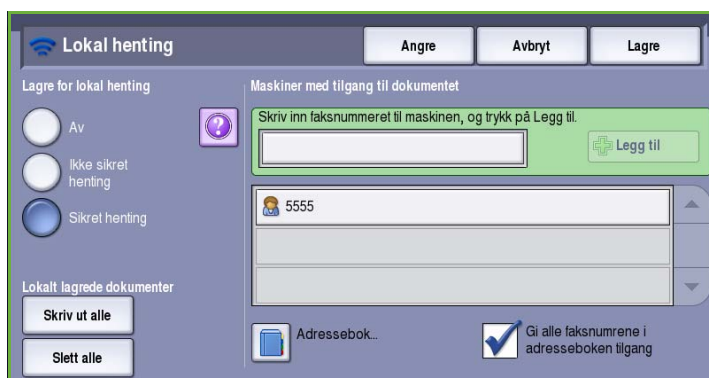 Lokal henting
Angre
Avbryt
Lagre
Lagre for lokal henting
Av
Ikke sikret
henting
Sikret henting
Lokalt lagrede dokumenter
Skriv ut alle
Slett alle
Maskiner med tilgang til dokumentet
Skriv inn faksnummeret til maskinen, og trykk på Legg til.
Legg til
5555
Adressebok...
Gi alle faksnumrene i
adresseboken tilgang